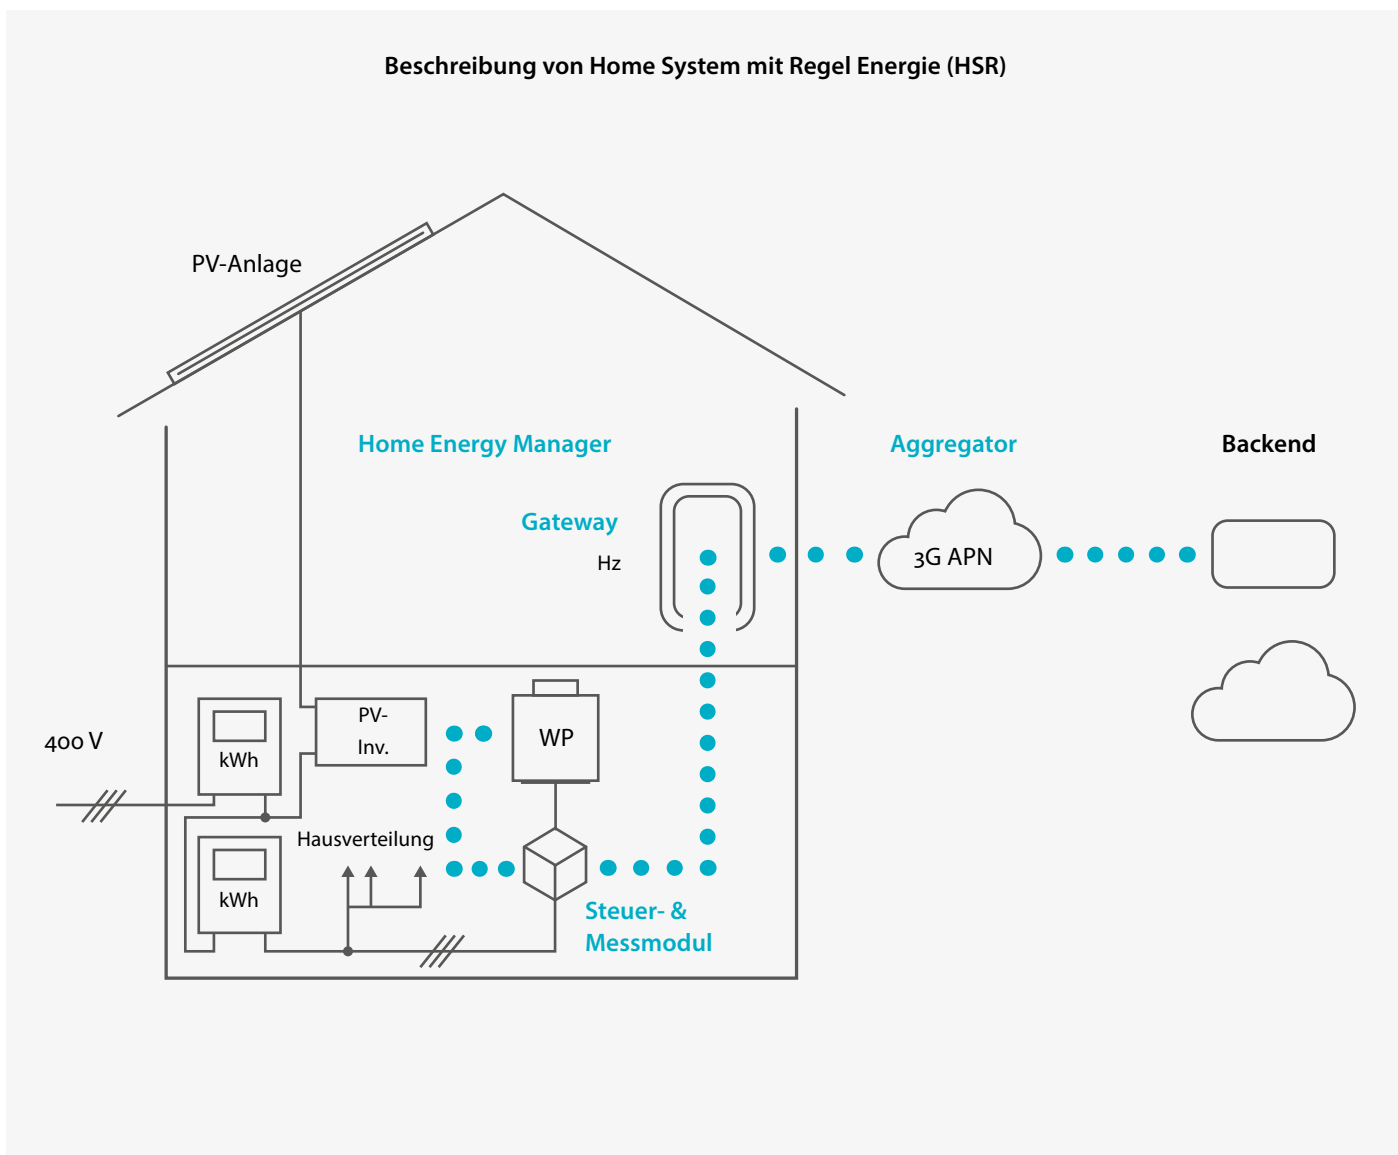 Beschreibung von Home System mit Regel Energie (HSR)
PV-Anlage
Home Energy Manager
Aggregator
Backend
Gateway
Hz
3G APN
400 V
kWh
PV-
Inv.
WP
Hausverteilung
kWh
Steuer- &
Messmodul